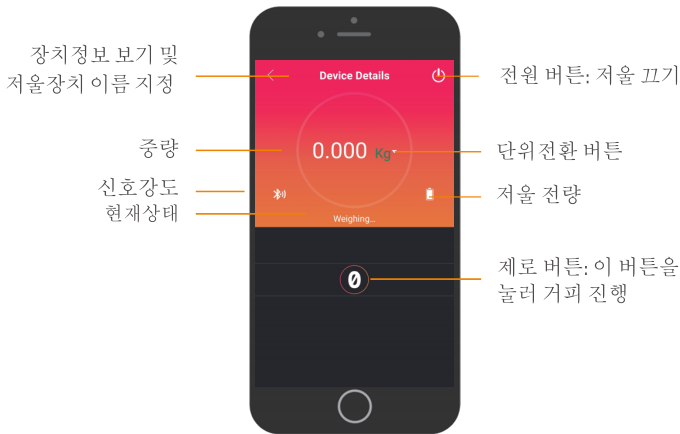 장치정보 보기 및
저울장치 이름 지정
Device Details
전원 버튼: 저울 끄기
중량
0.000 Kg
단위전환 버튼
신호강도
저울 전량
현재상태
Weighing...
0
제로 버튼: 이 버튼을
눌러 거피 진행